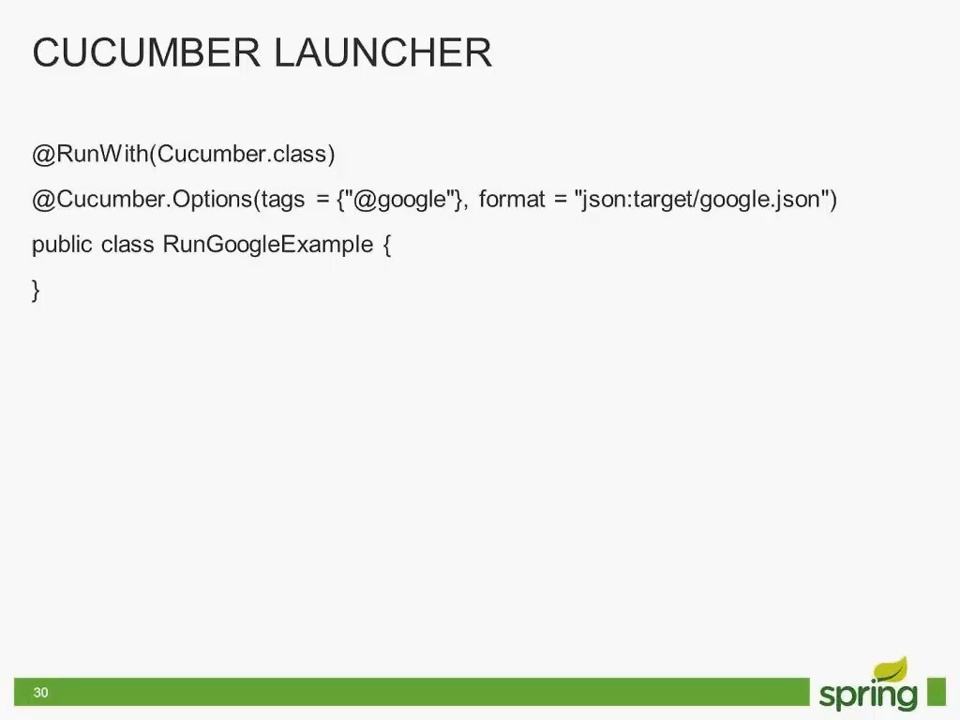 CUCUMBER LAUNCHER
@RunWith(Cucumber.class)
@Cucumber.Options(tags = {"@google"}, format = "json:target/google.json")
public class RunGoogleExample {
}
30
spring